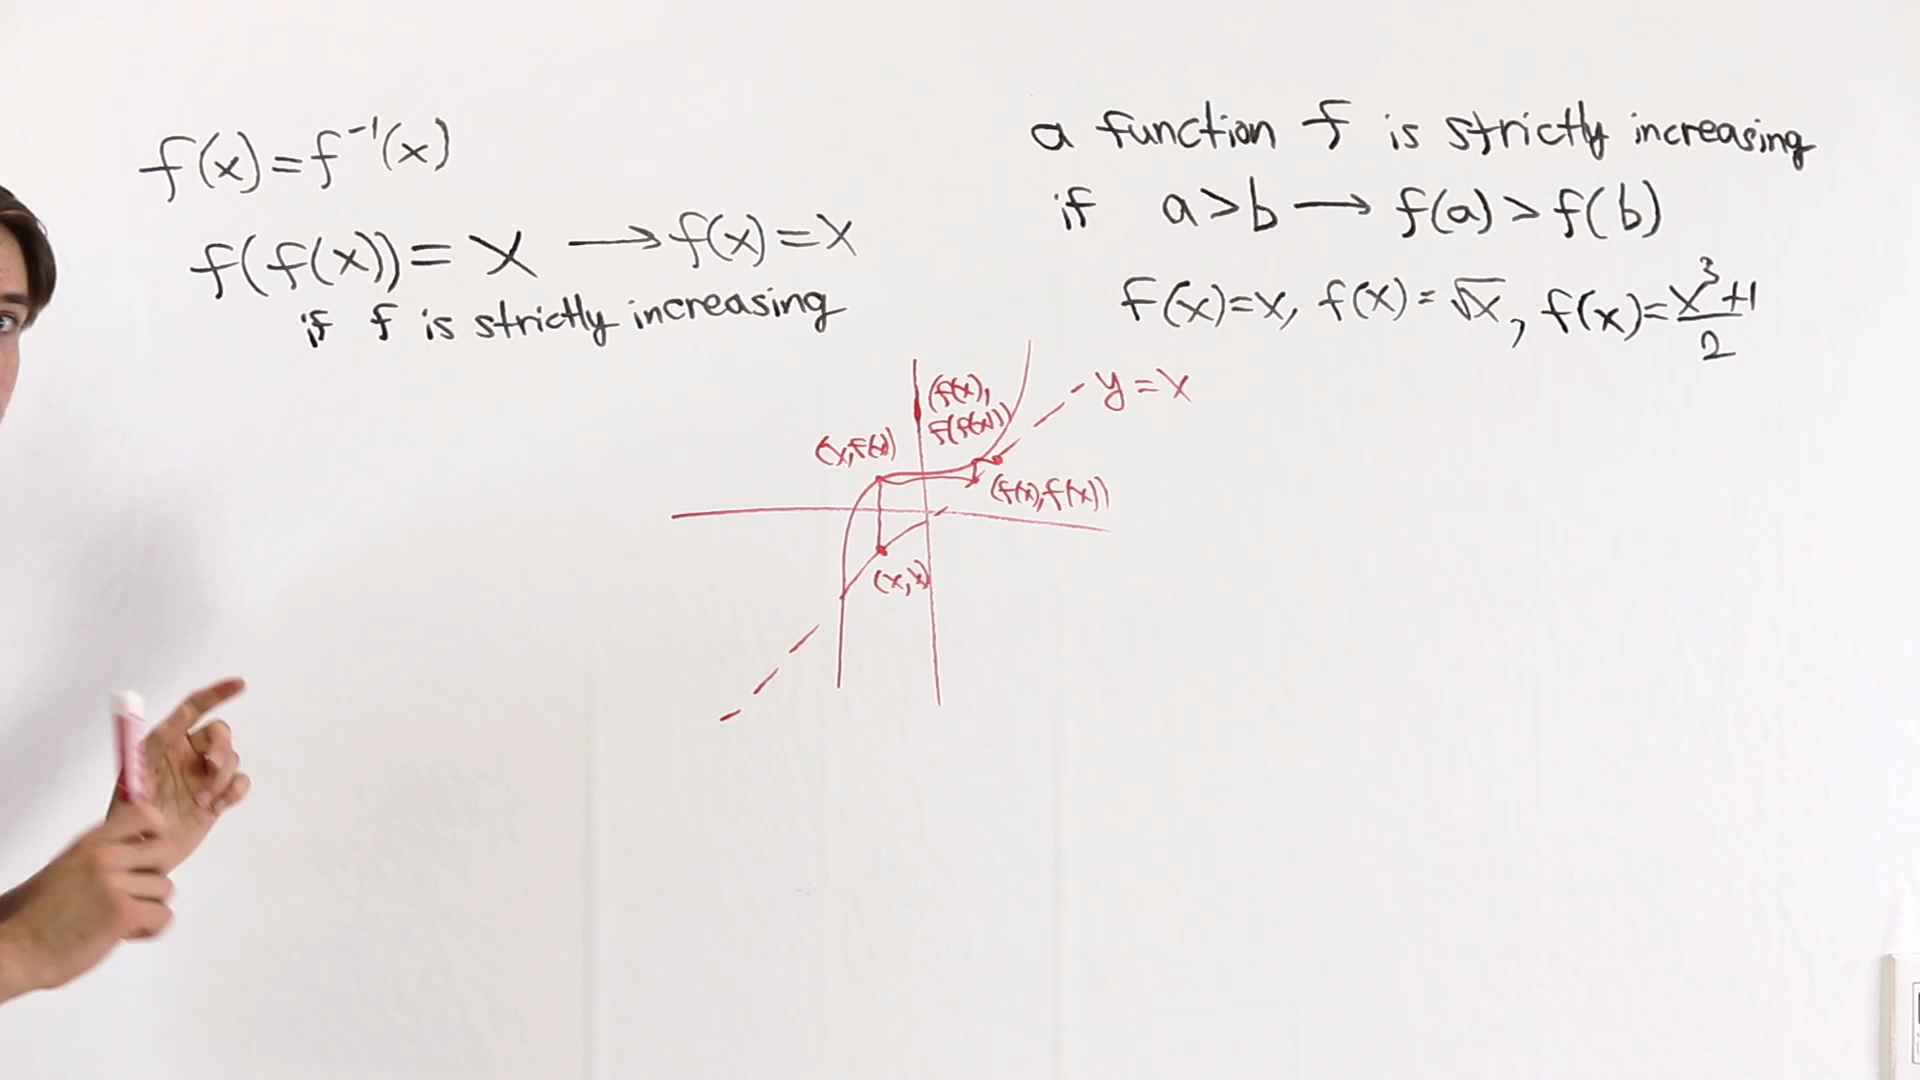 f(x)=f⁻¹(x)
f(f(x))= x → f(x)=x
if f is strictly increasing
a function f is strictly increasing
if a>b → f(a)>f(b)
f(x)=x, f(x)=√x, f(x)=(x³+1)/2
y=x
(f(x),
f(f(x)))
(x,f(x))
(f(x),f(x))
(x,x)